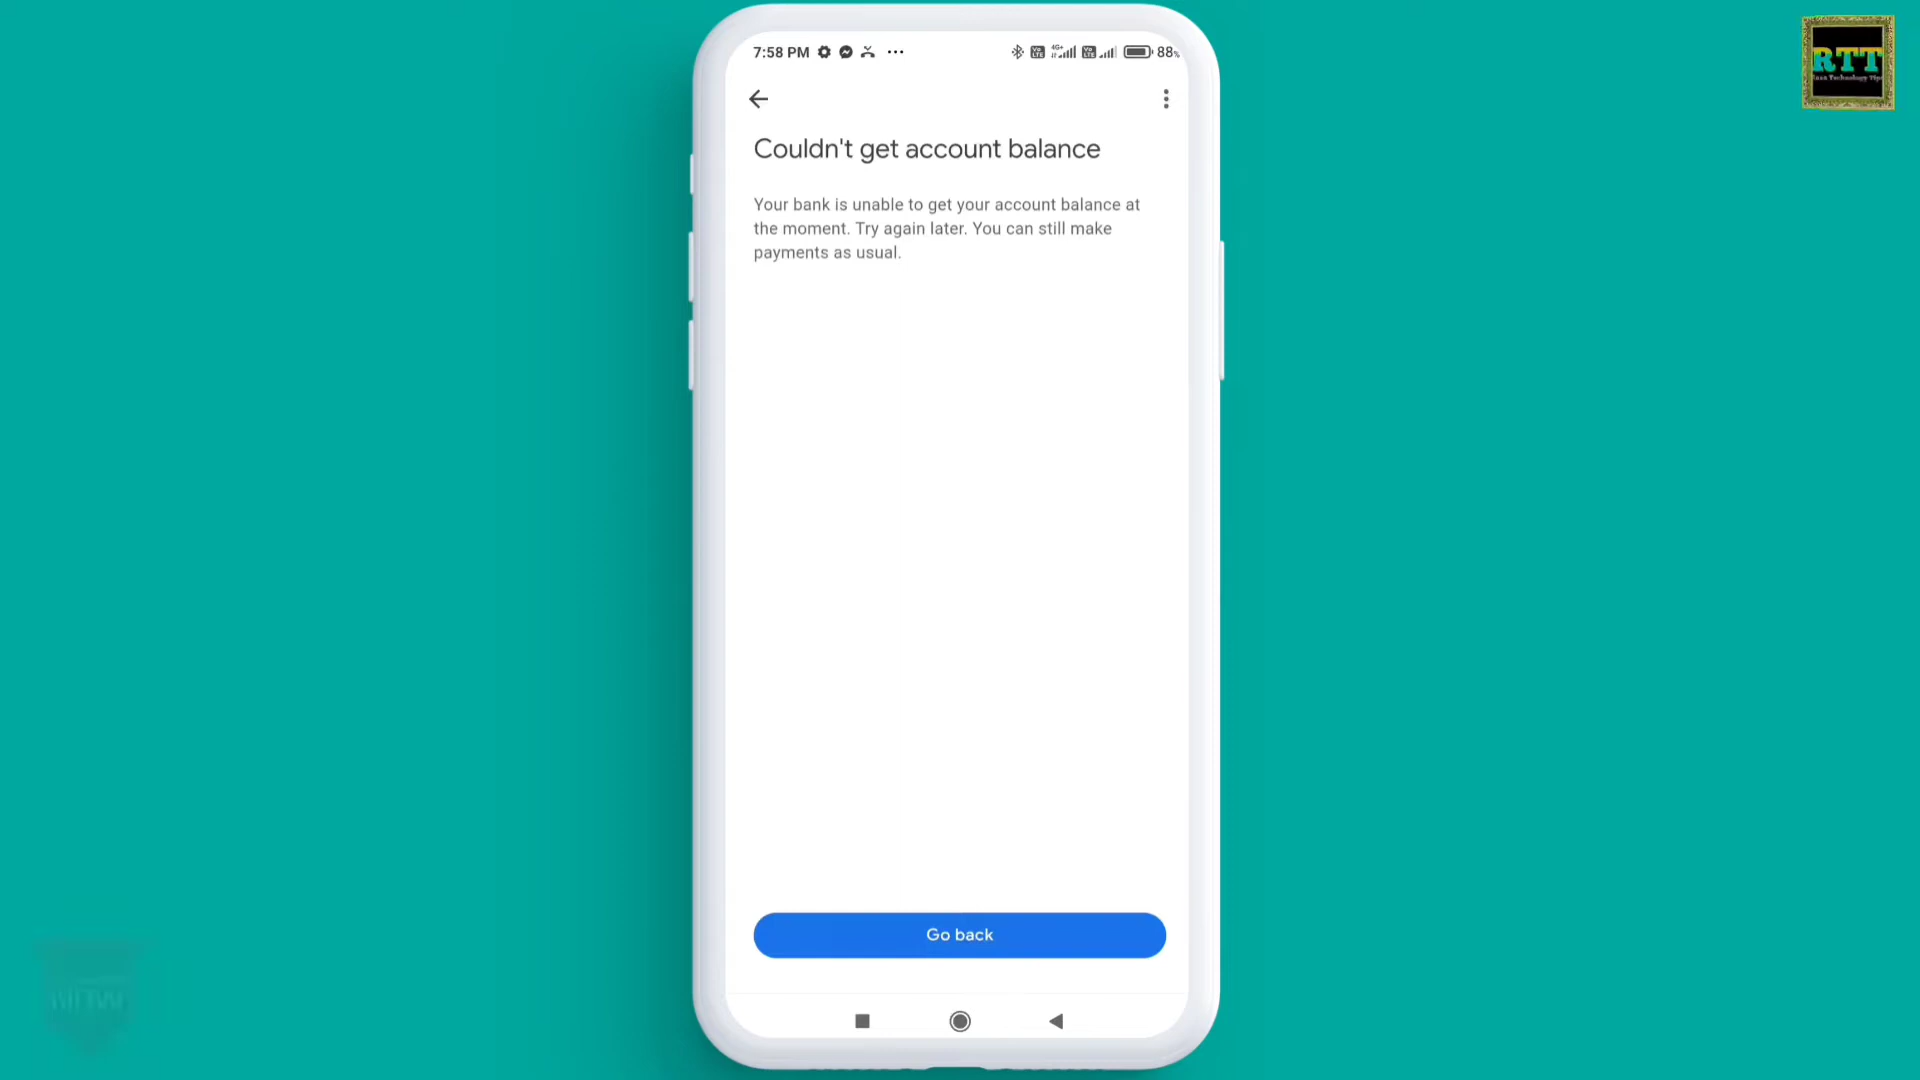 7:58 PM
88%
RTT
Couldn't get account balance
Your bank is unable to get your account balance at
the moment. Try again later. You can still make
payments as usual.
Go back